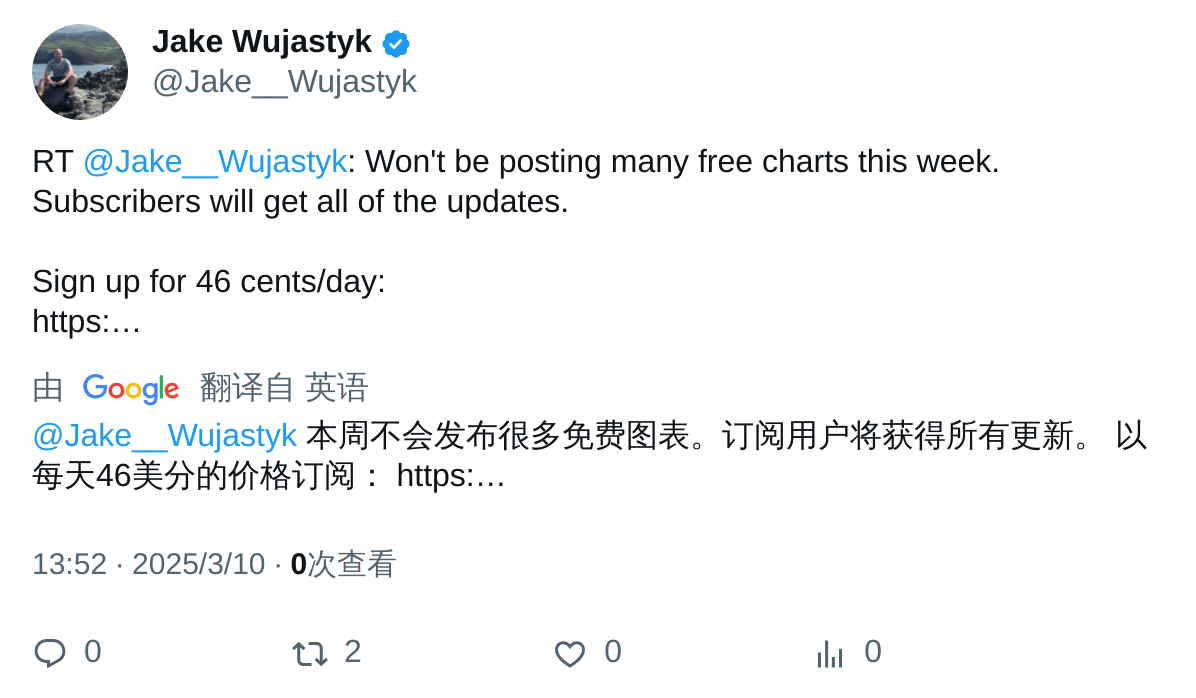 Jake Wujastyk
@Jake__Wujastyk
RT @Jake__Wujastyk: Won't be posting many free charts this week.
Subscribers will get all of the updates.
Sign up for 46 cents/day:
https:…
由 Google 翻译自 英语
@Jake__Wujastyk 本周不会发布很多免费图表。订阅用户将获得所有更新。 以
每天46美分的价格订阅： https:…
13:52 · 2025/3/10 · 0次查看
0 2 0 0